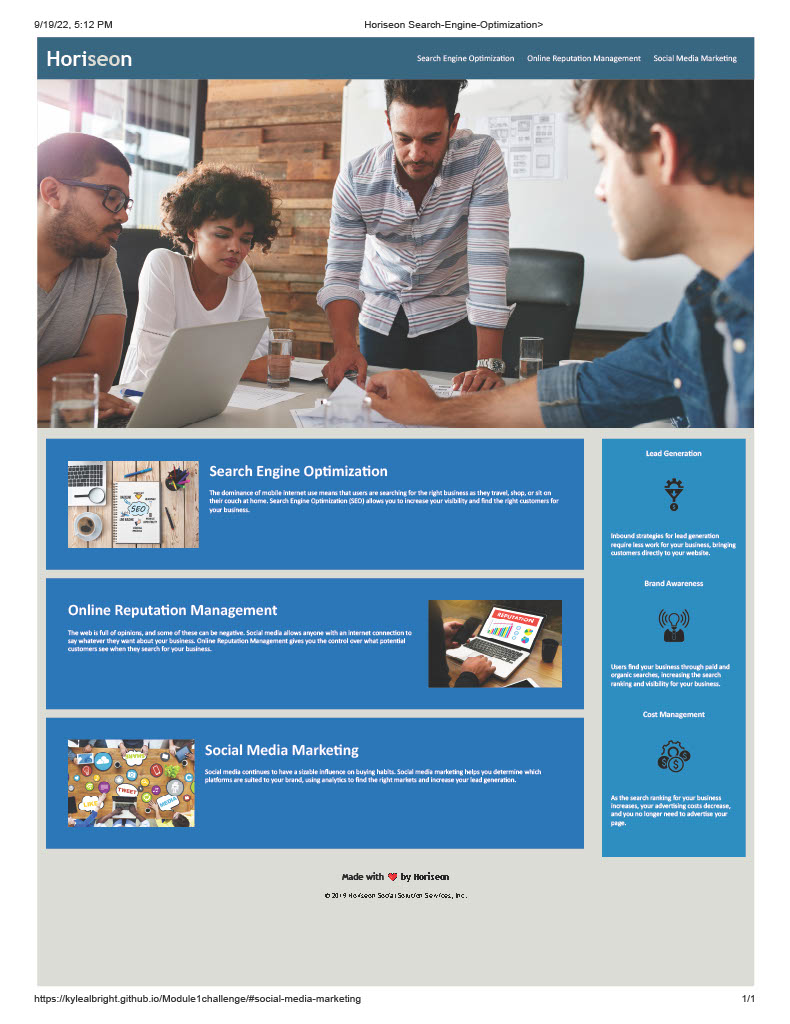 9/19/22, 5:12 PM
Horiseon Search-Engine-Optimization>
Horiseon
Search Engine Optimization
Online Reputation Management
Social Media Marketing
Search Engine Optimization
The dominance of mobile internet use means that users are searching for the right business as they travel, shop, or sit on
their couch at home. Search Engine Optimization (SEO) allows you to increase your visibility and find the right customers for
your business.
SEO
Online Reputation Management
The web is full of opinions, and some of these can be negative. Social media allows anyone with an internet connection to
say whatever they want about your business. Online Reputation Management gives you the control over what potential
customers see when they search for your business.
REPUTATION
Social Media Marketing
Social media continues to have a sizable influence on buying habits. Social media marketing helps you determine which
platforms are suited to your brand, using analytics to find the right markets and increase your lead generation.
SHARE
TWEET
LIKE
MEDIA
Lead Generation
Inbound strategies for lead generation
require less work for your business, bringing
customers directly to your website.
Brand Awareness
Users find your business through paid and
organic searches, increasing the search
ranking and visibility for your business.
Cost Management
As the search ranking for your business
increases, your advertising costs decrease,
and you no longer need to advertise your
page.
Made with ❤️ by Horiseon
© 2019 Horiseon Social Solution Services, Inc.
https://kylealbright.github.io/Module1challenge/#social-media-marketing
1/1